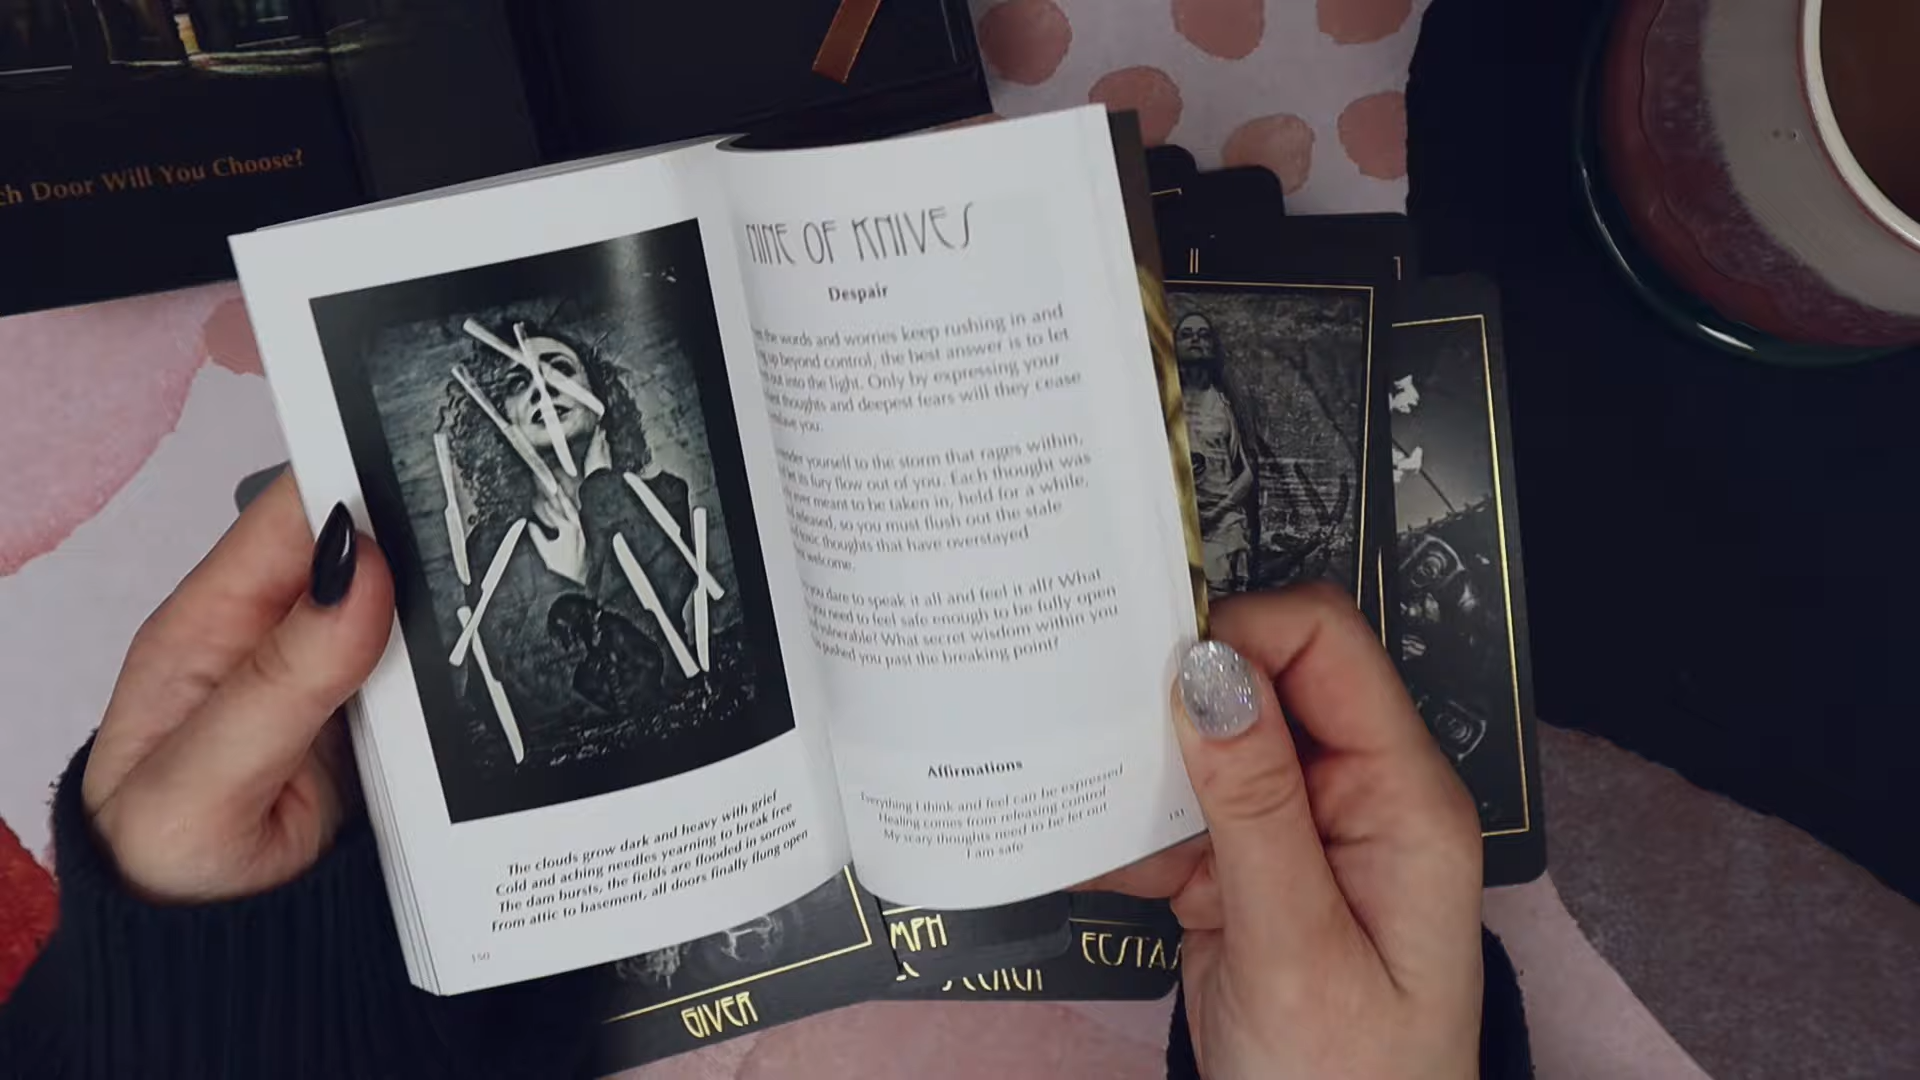 ch Door Will You Choose?
NINE OF KNIVES
Despair
the words and worries keep rushing in and
up beyond control, the best answer is to let
out into the light. Only by expressing your
thoughts and deepest fears will they cease
you.
yourself to the storm that rages within,
its fury flow out of you. Each thought was
ever meant to be taken in, held for a while,
released, so you must flush out the stale
toxic thoughts that have overstayed
welcome.
you dare to speak it all and feel it all? What
you need to feel safe enough to be fully open
vulnerable? What secret wisdom within you
pushed you past the breaking point?
Affirmations
Everything I think and feel can be expressed
Healing comes from releasing control
My scary thoughts need to be let out
I am safe
151
The clouds grow dark and heavy with grief
Cold and aching needles yearning to break free
The dam bursts, the fields are flooded in sorrow
From attic to basement, all doors finally flung open
150
GIVER
MPH
ECSTAS
II